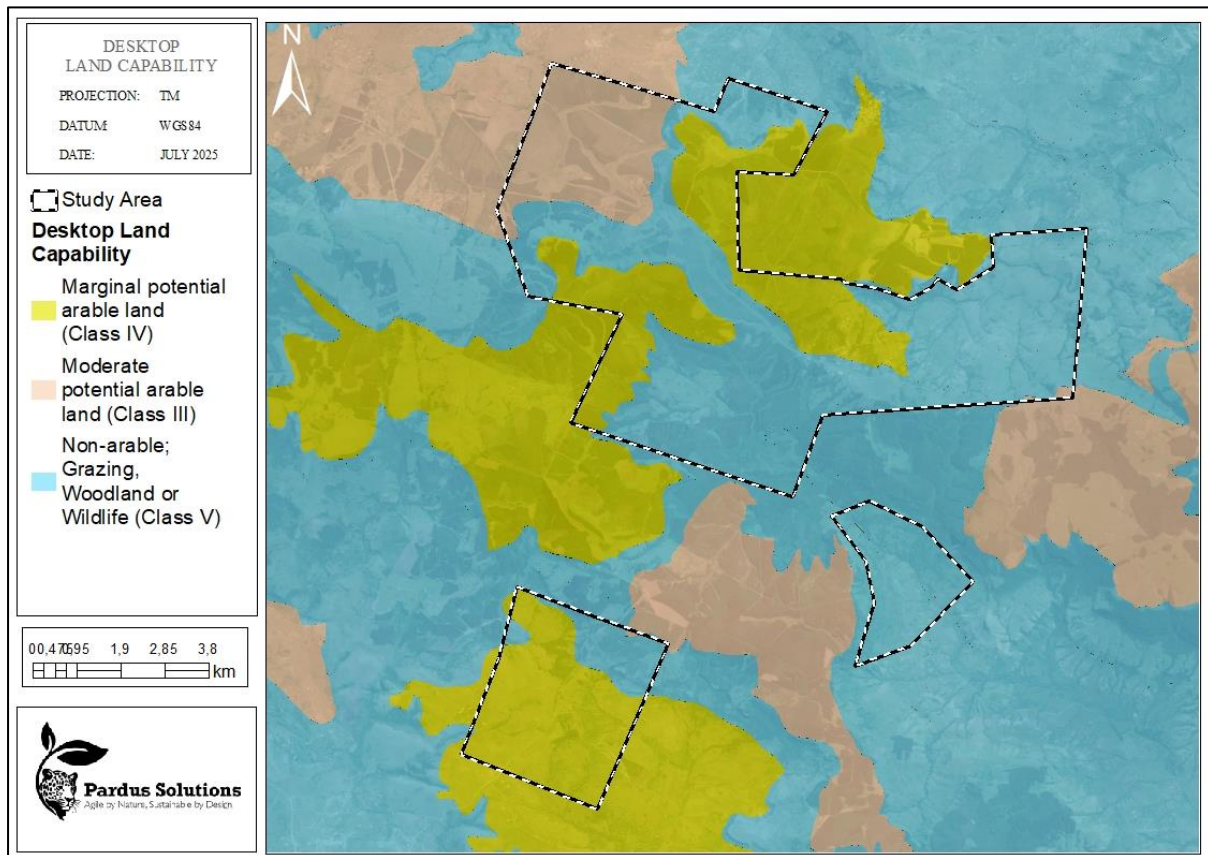 DESKTOP
LAND CAPABILITY
PROJECTION: TM
DATUM: WGS84
DATE: JULY 2025
Study Area
Desktop Land
Capability
Marginal potential
arable land
(Class IV)
Moderate
potential arable
land (Class III)
Non-arable;
Grazing,
Woodland or
Wildlife (Class V)
1,9 2,85 3,8
km
Pardus Solutions
Agile by Nature, Sustainable by Design
N